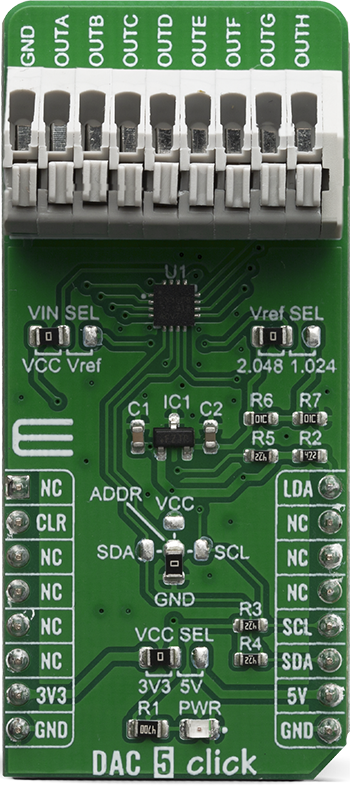 GND OUTA OUTB OUTC OUTD OUTE OUTF OUTG OUTH
U1
VIN SEL
VCC Vref
Vref SEL
2.048 1.024
R6 R7
01C 01C
R5 R2
C1 IC1 C2
ADDR
VCC
SDA SCL
GND
NC
CLR
NC
NC
NC
NC
3V3
GND
LDA
NC
NC
NC
SCL
SDA
5V
GND
R3
R4
VCC SEL
3V3 5V
R1 PWR
4700
DAC 5 click